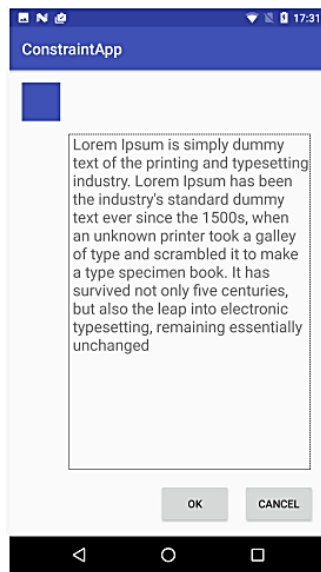 17:31
ConstraintApp
Lorem Ipsum is simply dummy
text of the printing and typesetting
industry. Lorem Ipsum has been
the industry's standard dummy
text ever since the 1500s, when
an unknown printer took a galley
of type and scrambled it to make
a type specimen book. It has
survived not only five centuries,
but also the leap into electronic
typesetting, remaining essentially
unchanged
OK
CANCEL